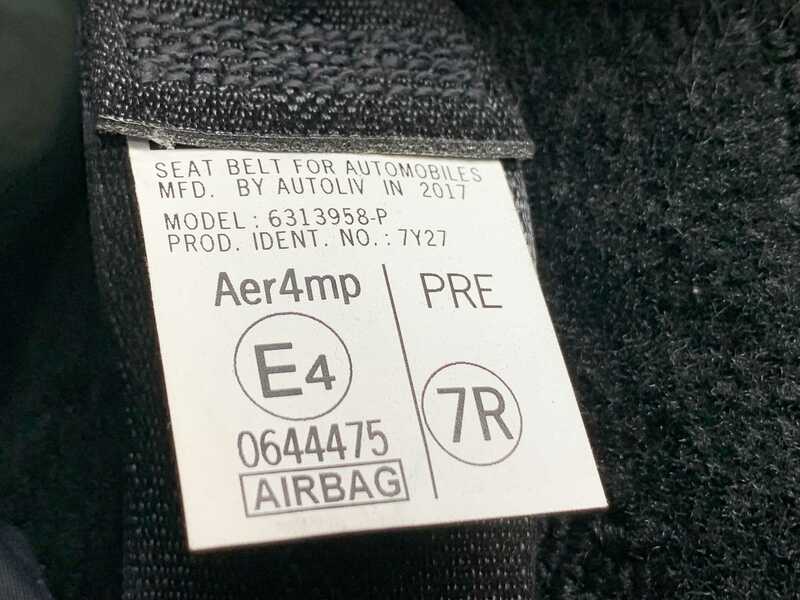 SEAT BELT FOR AUTOMOBILES
MFD. BY AUTOLIV IN 2017
MODEL : 6313958-P
PROD. IDENT. NO. : 7Y27
Aer4mp
E4
0644475
AIRBAG
PRE
7R